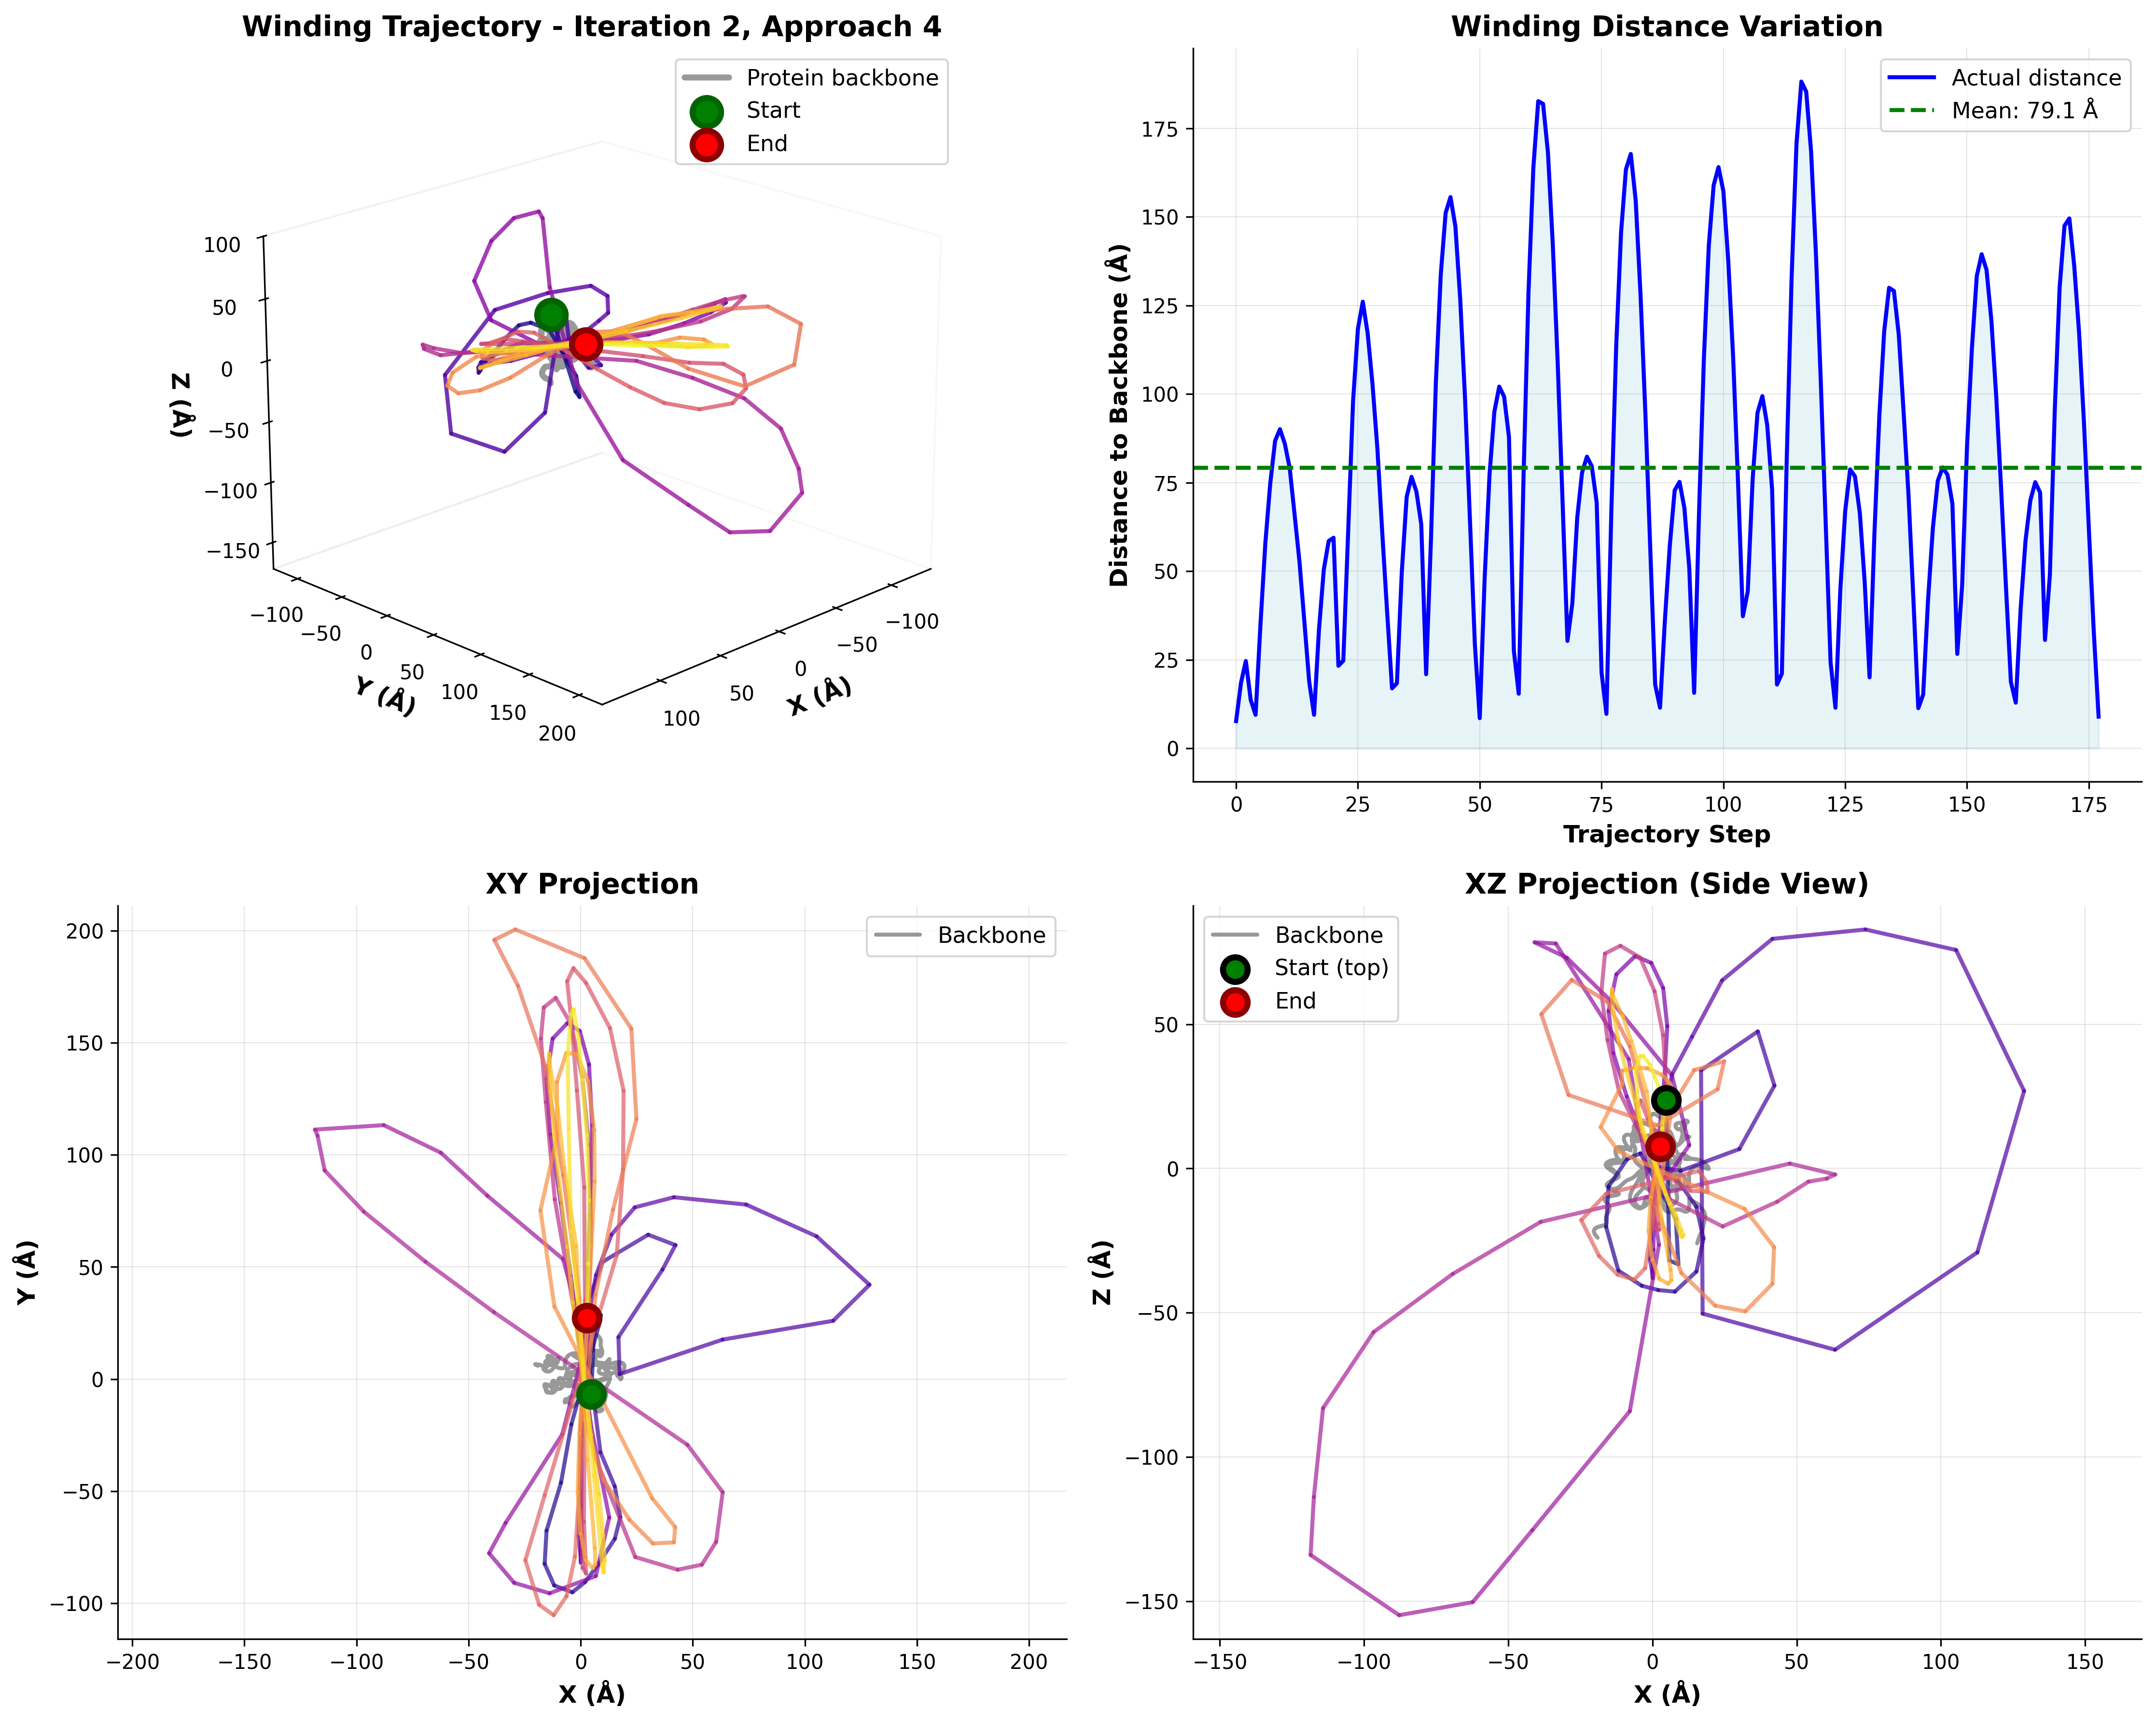 Winding Trajectory - Iteration 2, Approach 4
Protein backbone
Start
End
100
50
0
−50
−100
−150
Z (Å)
−100
−50
0
50
100
150
200
Y (Å)
100
50
0
−50
−100
X (Å)
Winding Distance Variation
Actual distance
Mean: 79.1 Å
175
150
125
100
75
50
25
0
Distance to Backbone (Å)
0 25 50 75 100 125 150 175
Trajectory Step
XY Projection
Backbone
200
150
100
50
0
−50
−100
Y (Å)
−200 −150 −100 −50 0 50 100 150 200
X (Å)
XZ Projection (Side View)
Backbone
Start (top)
End
50
0
−50
−100
−150
Z (Å)
−150 −100 −50 0 50 100 150
X (Å)